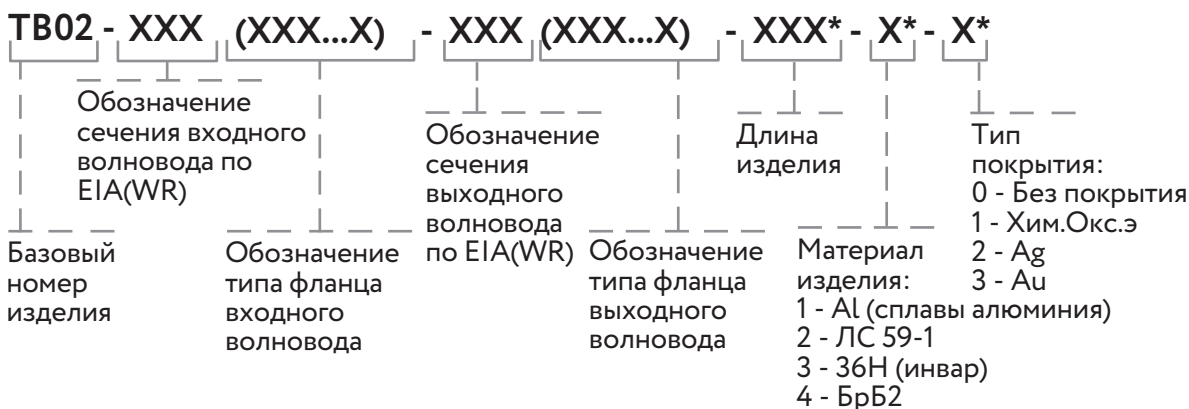 ТВ02 - XXX (XXX...X) - XXX (XXX...X) - XXX* - X* - X*
Обозначение
сечения входного
волновода по
EIA(WR)
Обозначение
сечения
выходного
волновода
по EIA(WR)
Длина
изделия
Тип
покрытия:
0 - Без покрытия
1 - Хим.Окс.э
2 - Ag
3 - Au
Базовый
номер
изделия
Обозначение
типа фланца
входного
волновода
Обозначение
типа фланца
выходного
волновода
Материал
изделия:
1 - Al (сплавы алюминия)
2 - ЛС 59-1
3 - 36Н (инвар)
4 - БрБ2